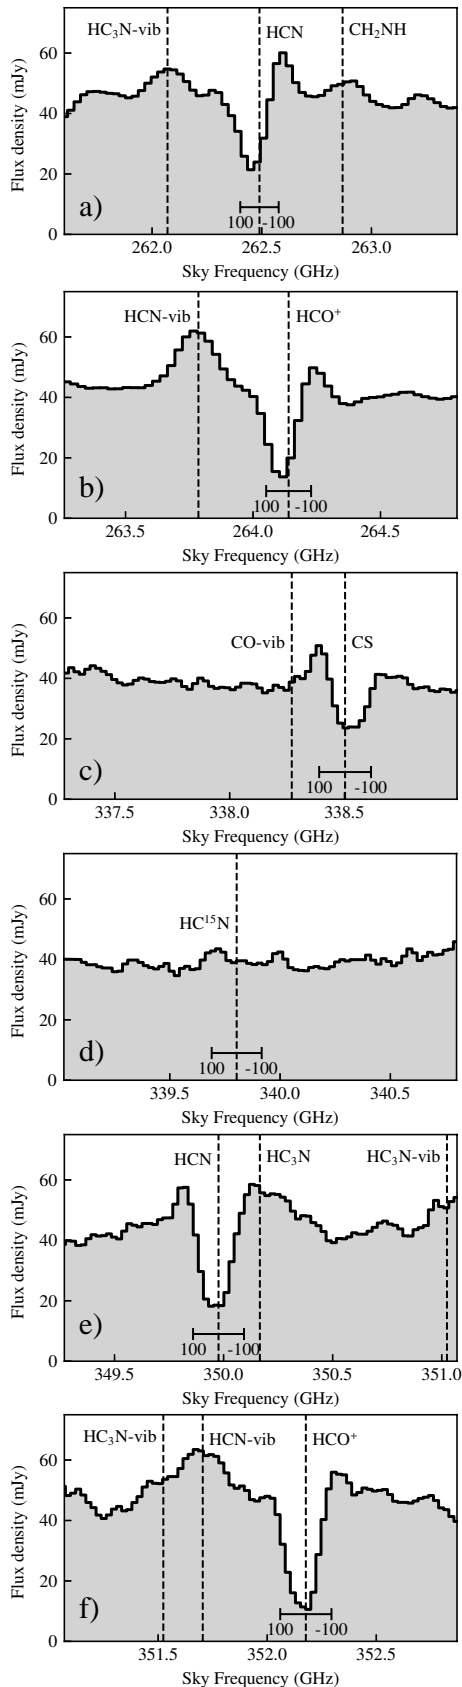 HC₃N-vib HCN CH₂NH
60
40
20
0
Flux density (mJy)
a)
100 -100
262.0 262.5 263.0
Sky Frequency (GHz)
HCN-vib HCO⁺
60
40
20
0
Flux density (mJy)
b)
100 -100
263.5 264.0 264.5
Sky Frequency (GHz)
CO-vib CS
60
40
20
0
Flux density (mJy)
c)
100 -100
337.5 338.0 338.5
Sky Frequency (GHz)
HC¹⁵N
60
40
20
0
Flux density (mJy)
d)
100 -100
339.5 340.0 340.5
Sky Frequency (GHz)
HCN HC₃N HC₃N-vib
60
40
20
0
Flux density (mJy)
e)
100 -100
349.5 350.0 350.5 351.0
Sky Frequency (GHz)
HC₃N-vib HCN-vib HCO⁺
60
40
20
0
Flux density (mJy)
f)
100 -100
351.5 352.0 352.5
Sky Frequency (GHz)